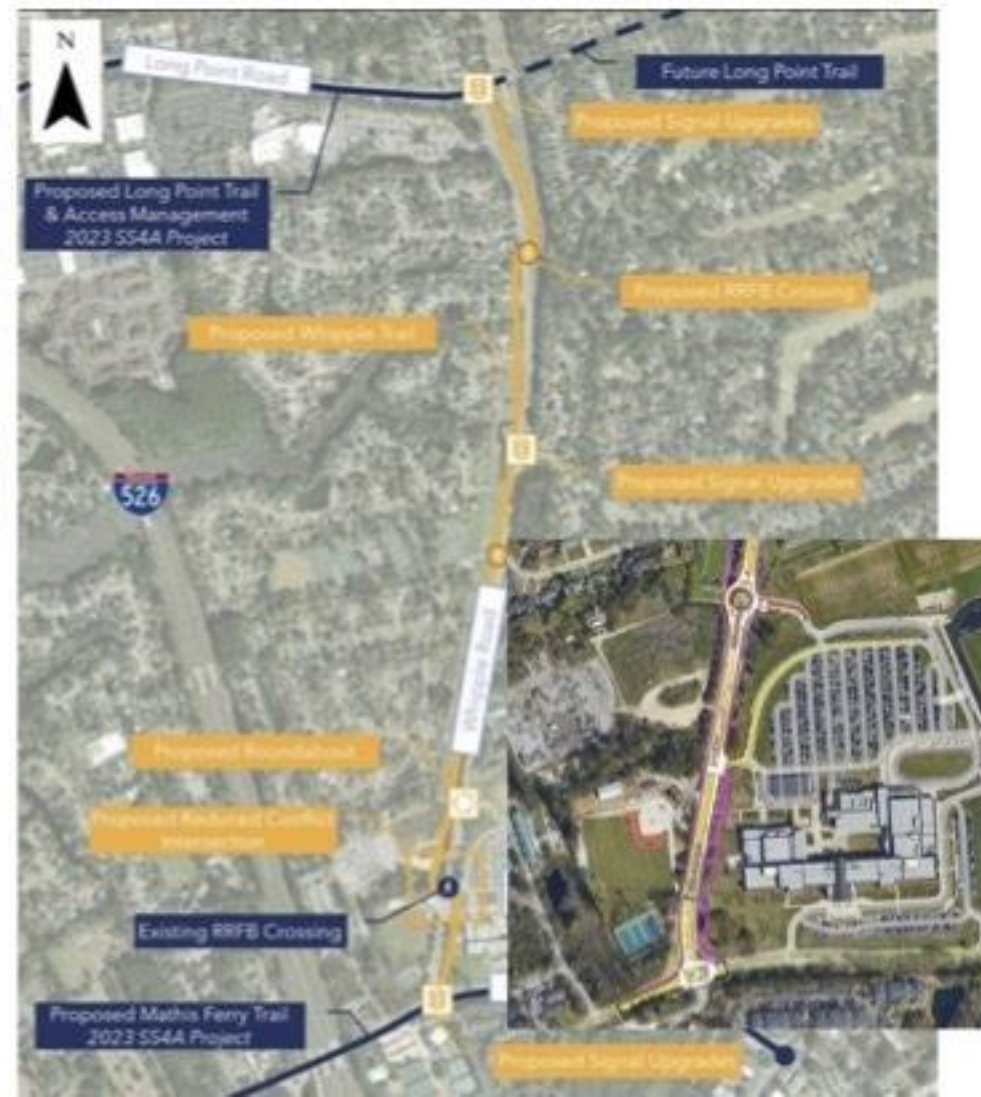 N
Long Point Road
Future Long Point Trail
Proposed Signal Upgrades
Proposed Long Point Trail
& Access Management
2023 SS4A Project
Proposed RRFB Crossing
Proposed Whipple Trail
Proposed Signal Upgrades
526
Whipple Road
Proposed Roundabout
Proposed Reduced Conflict
Intersection
Existing RRFB Crossing
Proposed Mathis Ferry Trail
2023 SS4A Project
Proposed Signal Upgrades